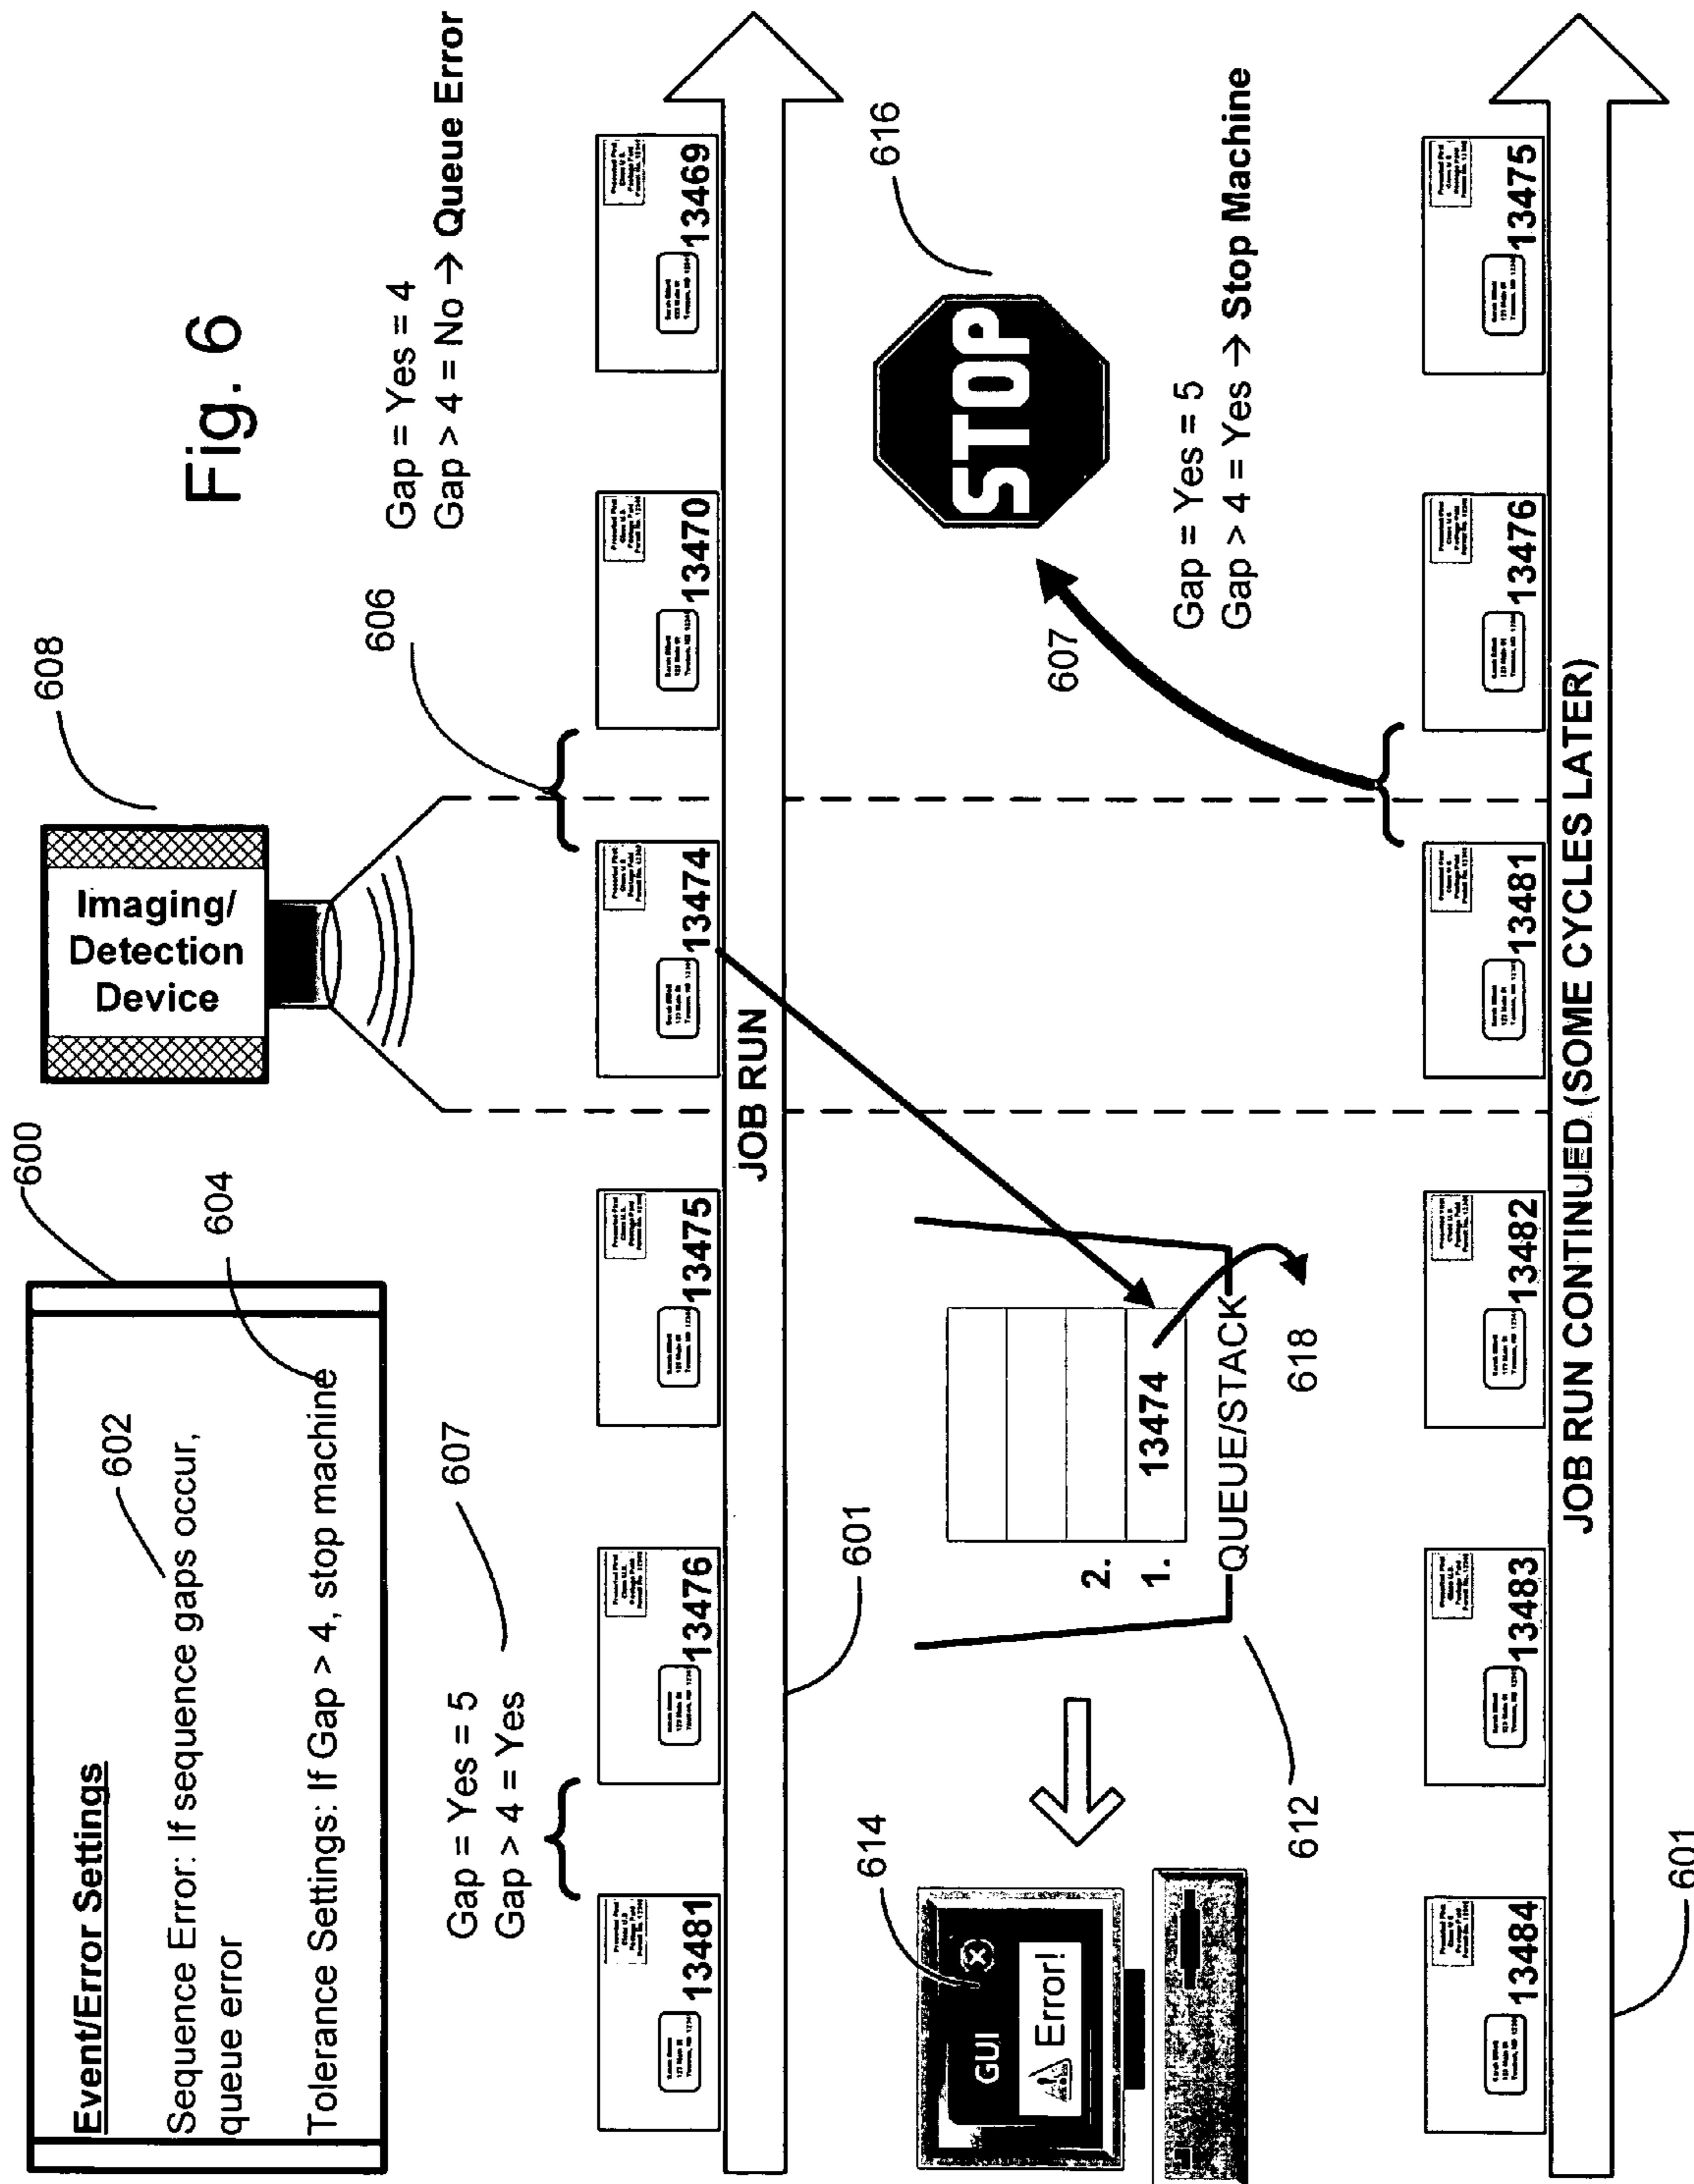 Fig. 6
600
Event/Error Settings
602
Sequence Error: If sequence gaps occur,
queue error
604
Tolerance Settings: If Gap > 4, stop machine
608
Imaging/
Detection
Device
607
Gap = Yes = 5
Gap > 4 = Yes
606
Gap = Yes = 4
Gap > 4 = No → Queue Error
13481
13476
13475
13474
13470
13469
JOB RUN
601
614
GUI
Error!
2.
1.
13474
QUEUE/STACK
612
618
616
STOP
607
Gap = Yes = 5
Gap > 4 = Yes → Stop Machine
13484
13483
13482
13481
13476
13475
JOB RUN CONTINUED (SOME CYCLES LATER)
601